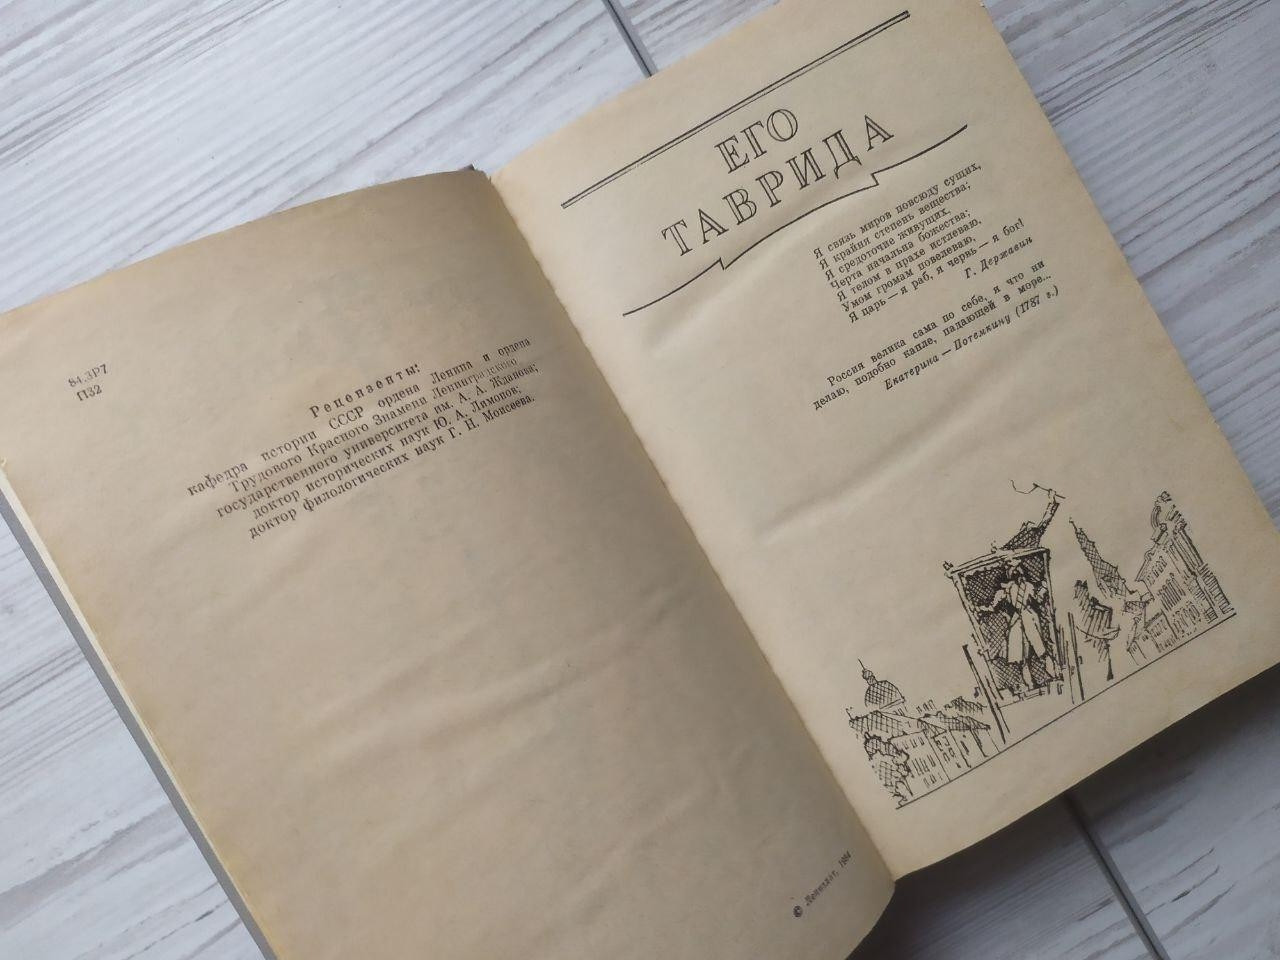 84.3Р7
П32
Рецензенты:
кафедра истории СССР ордена Ленина и ордена
Трудового Красного Знамени Ленинградского
государственного университета им. А. А. Жданова;
доктор исторических наук Ю. А. Лимонов;
доктор филологических наук Г. Н. Моисеева.
© Лениздат, 1984
ЕГО
ТАВРИДА
Я связь миров повсюду сущих,
Я крайня степень вещества;
Я средоточие живущих,
Черта начальна божества;
Я телом в прахе истлеваю,
Умом громам повелеваю,
Я царь — я раб, я червь — я бог!
Г. Державин
Россия велика сама по себе, я что ни
делаю, подобно капле, падающей в море...
Екатерина — Потемкину (1787 г.)